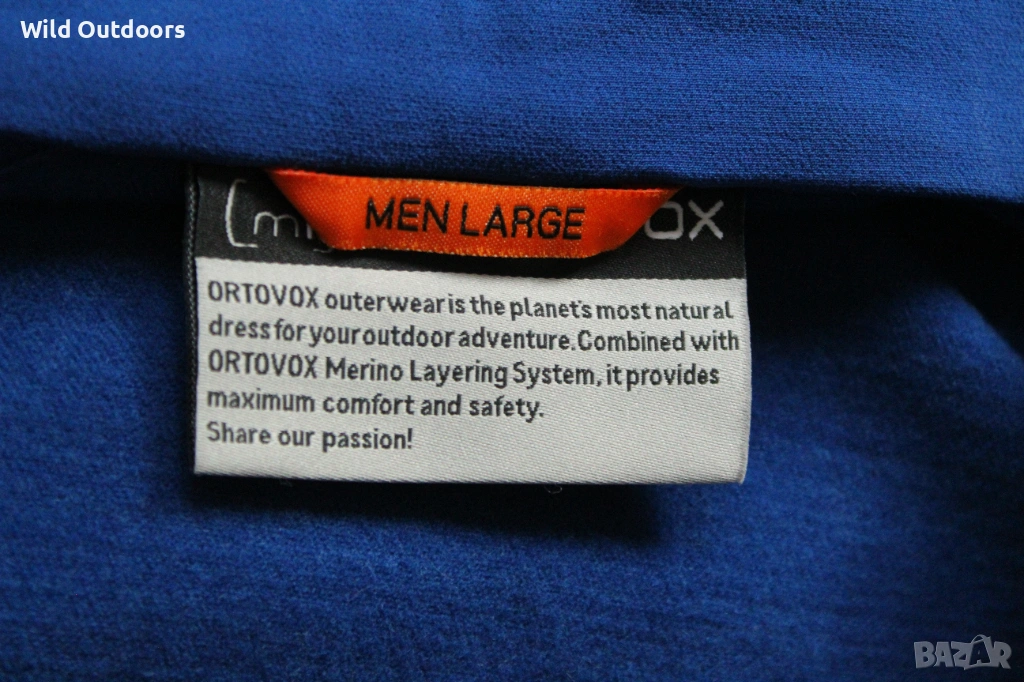 Wild Outdoors
MEN LARGE
OX
ORTOVOX outerwear is the planet's most natural
dress for your outdoor adventure. Combined with
ORTOVOX Merino Layering System, it provides
maximum comfort and safety.
Share our passion!
BAZAR